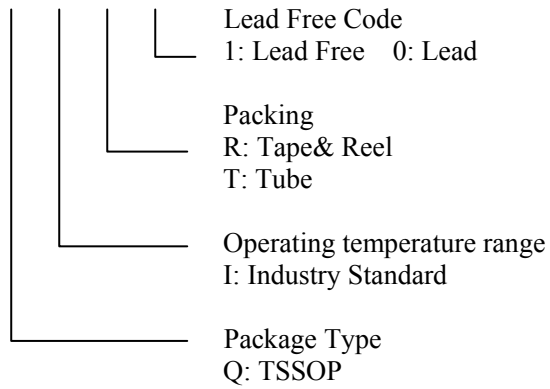 Lead Free Code
1: Lead Free 0: Lead
Packing
R: Tape& Reel
T: Tube
Operating temperature range
I: Industry Standard
Package Type
Q: TSSOP